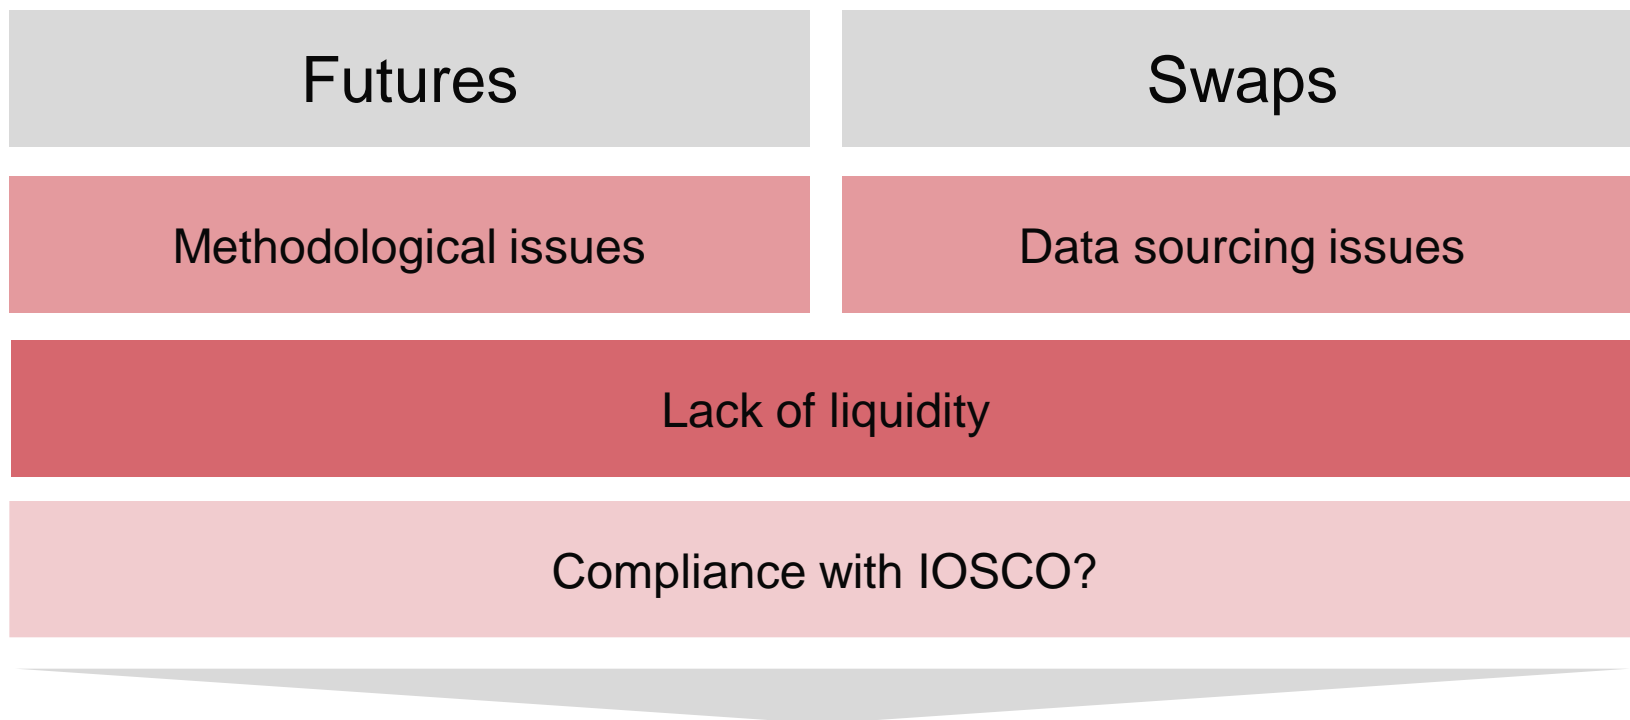 Futures
Swaps
Methodological issues
Data sourcing issues
Lack of liquidity
Compliance with IOSCO?